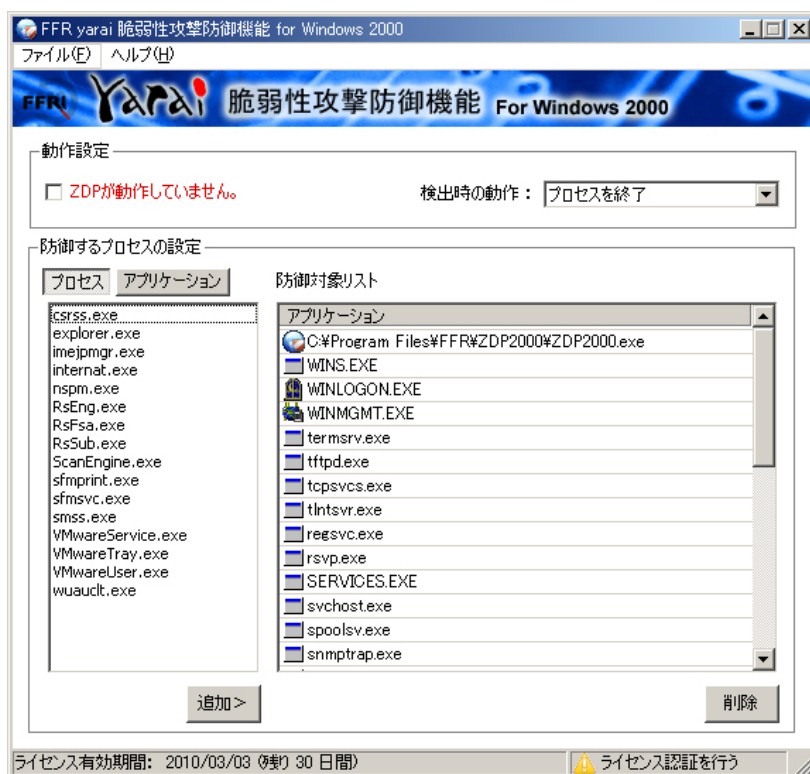 FFR yarai 脆弱性攻撃防御機能 for Windows 2000
ファイル(F) ヘルプ(H)
FFRI Yarai 脆弱性攻撃防御機能 For Windows 2000
動作設定
ZDPが動作していません。
検出時の動作： プロセスを終了
防御するプロセスの設定
プロセス アプリケーション
防御対象リスト
csrss.exe
explorer.exe
imejpmgr.exe
internat.exe
nspm.exe
RsEng.exe
RsFsa.exe
RsSub.exe
ScanEngine.exe
sfmprint.exe
sfmsvc.exe
smss.exe
VMwareService.exe
VMwareTray.exe
VMwareUser.exe
wuauclt.exe
アプリケーション
C:¥Program Files¥FFR¥ZDP2000¥ZDP2000.exe
WINS.EXE
WINLOGON.EXE
WINMGMT.EXE
termsrv.exe
tftpd.exe
tcpsvcs.exe
tlntsvr.exe
regsvc.exe
rsvp.exe
SERVICES.EXE
svchost.exe
spoolsv.exe
snmptrap.exe
追加>
削除
ライセンス有効期間： 2010/03/03 (残り 30 日間)
ライセンス認証を行う